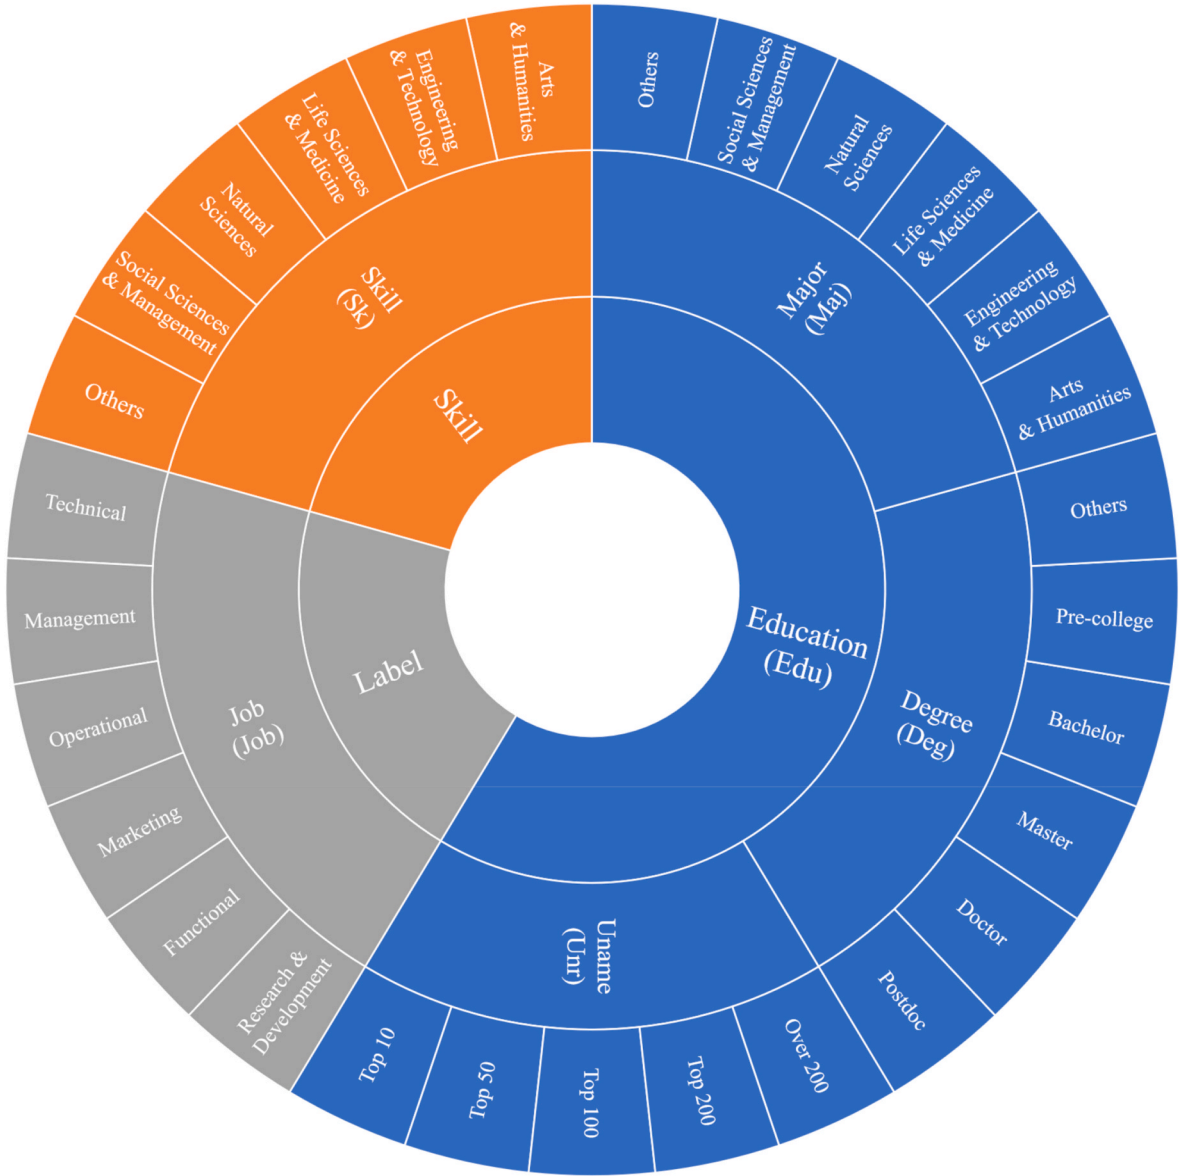 Education
(Edu)
Major
(Maj)
Others
Social Sciences
& Management
Natural
Sciences
Life Sciences
& Medicine
Engineering
& Technology
Arts
& Humanities
Degree
(Deg)
Others
Pre-college
Bachelor
Master
Doctor
Postdoc
Uname
(Unr)
Over 200
Top 200
Top 100
Top 50
Top 10
Label
Job
(Job)
Research &
Development
Functional
Marketing
Operational
Management
Technical
Skill
Skill
(Sk)
Others
Social Sciences
& Management
Natural
Sciences
Life Sciences
& Medicine
Engineering
& Technology
Arts
& Humanities